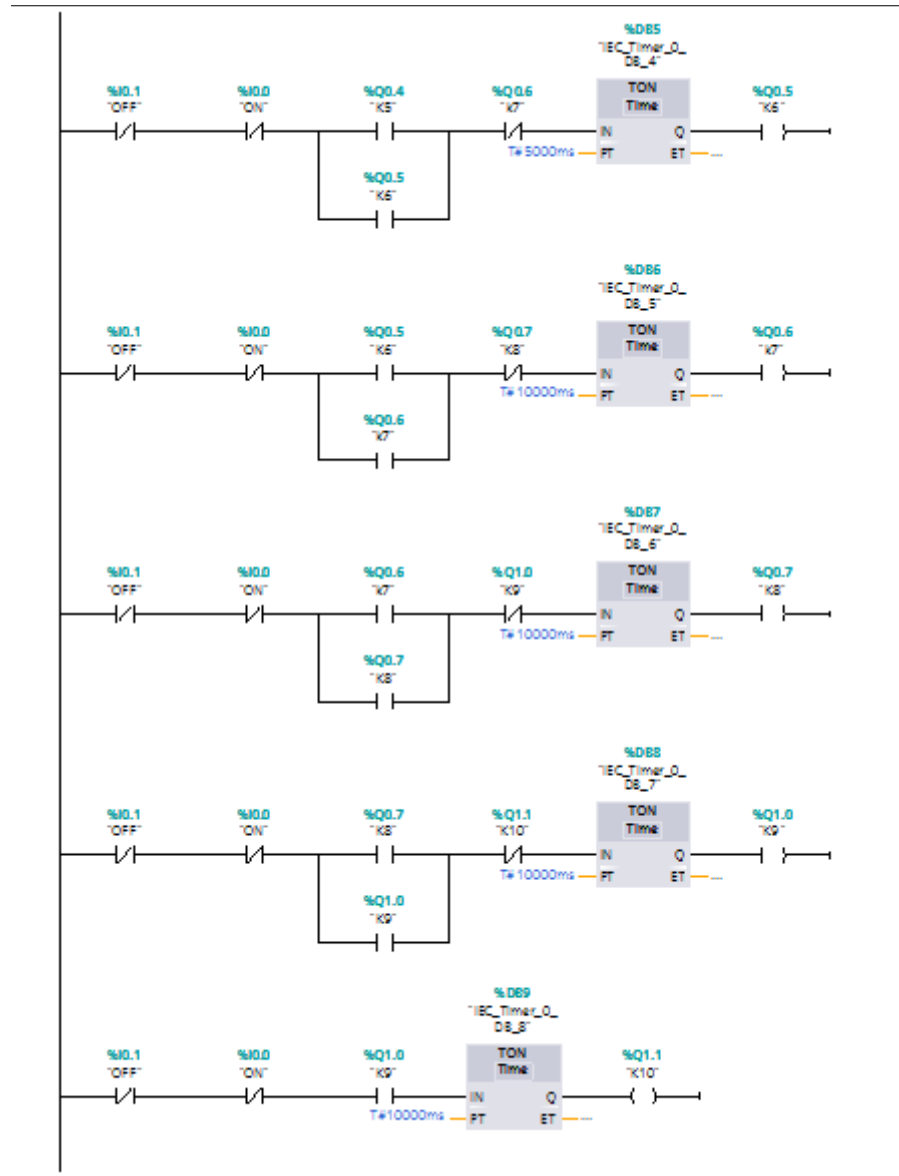 %DB5
"IEC_Timer_0_
DB_4"
%I0.1 %I0.0 %Q0.4 %Q0.6 TON %Q0.5
"OFF" "ON" "K5" "k7" Time "K6"
IN Q
T# 5000ms PT ET ...
%Q0.5
"K6"
%DB6
"IEC_Timer_0_
DB_5"
%I0.1 %I0.0 %Q0.5 %Q0.7 TON %Q0.6
"OFF" "ON" "K6" "K8" Time "k7"
IN Q
T# 10000ms PT ET ...
%Q0.6
"k7"
%DB7
"IEC_Timer_0_
DB_6"
%I0.1 %I0.0 %Q0.6 %Q1.0 TON %Q0.7
"OFF" "ON" "k7" "K9" Time "K8"
IN Q
T# 10000ms PT ET ...
%Q0.7
"K8"
%DB8
"IEC_Timer_0_
DB_7"
%I0.1 %I0.0 %Q0.7 %Q1.1 TON %Q1.0
"OFF" "ON" "K8" "K10" Time "K9"
IN Q
T# 10000ms PT ET ...
%Q1.0
"K9"
%DB9
"IEC_Timer_0_
DB_8"
%I0.1 %I0.0 %Q1.0 TON %Q1.1
"OFF" "ON" "K9" Time "K10"
IN Q
T#10000ms PT ET ...